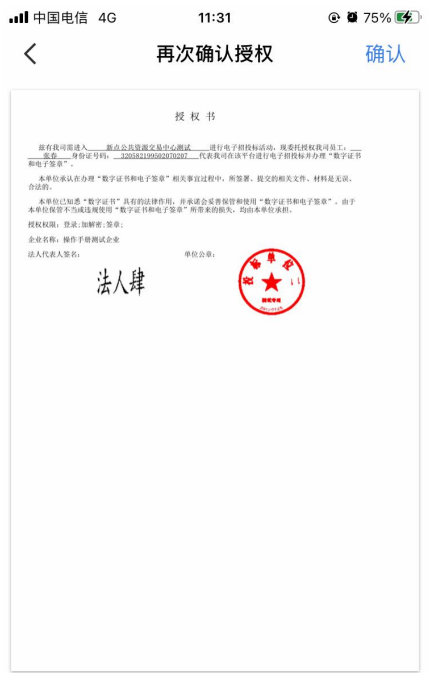 中国电信 4G 11:31 75%
再次确认授权 确认
授 权 书
兹有我司需进入 新点公共资源交易中心测试 进行电子招投标活动，现委托授权我司员工：
张春 身份证号码： 320582199502070207 代表我司在该平台进行电子招投标并办理“数字证书
和电子签章”。
本单位承认在办理“数字证书和电子签章”相关事宜过程中，所签署、提交的相关文件、材料是无误、
合法的。
本单位已知悉“数字证书”具有的法律作用，并承诺会妥善保管和使用“数字证书和电子签章”。由于
本单位保管不当或违规使用“数字证书和电子签章”所带来的损失，均由本单位承担。
授权权限：登录;加解密;签章;
企业名称：操作手册测试企业
法人代表人签名： 单位公章：
法人肆
投标单位
测试专用